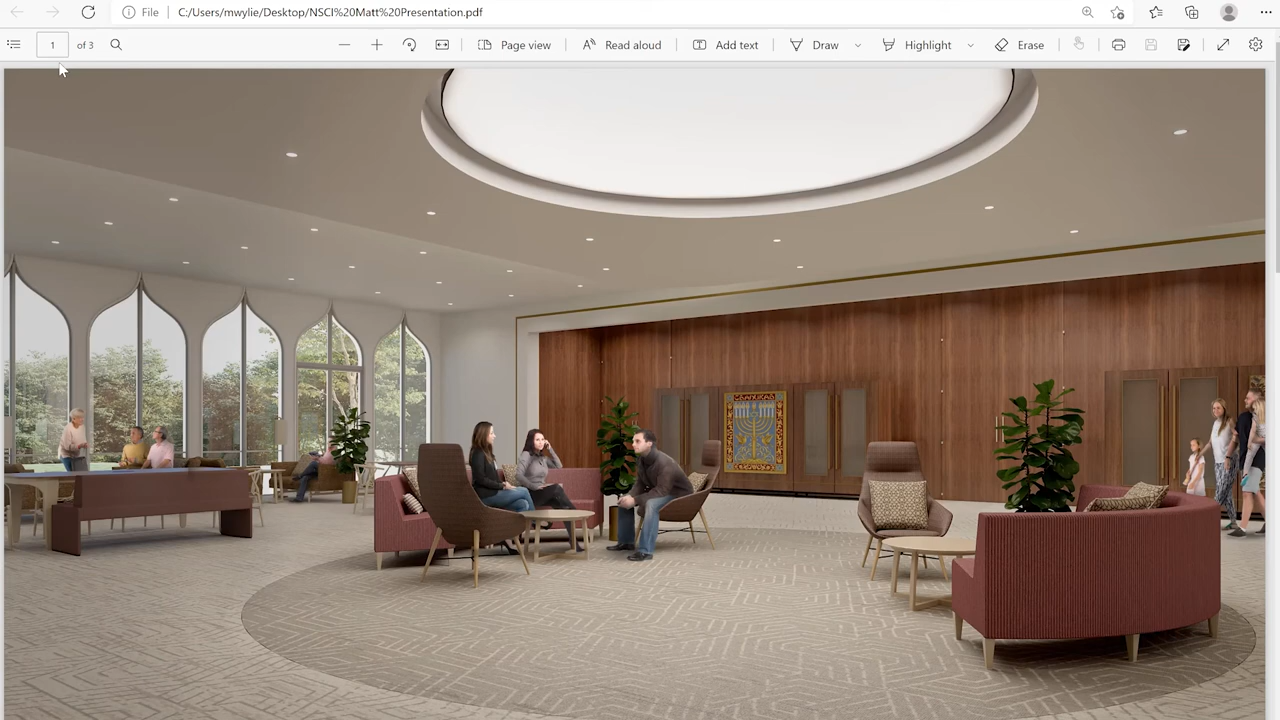 File C:/Users/mwylie/Desktop/NSCI%20Matt%20Presentation.pdf
1 of 3 Page view Read aloud Add text Draw Highlight Erase